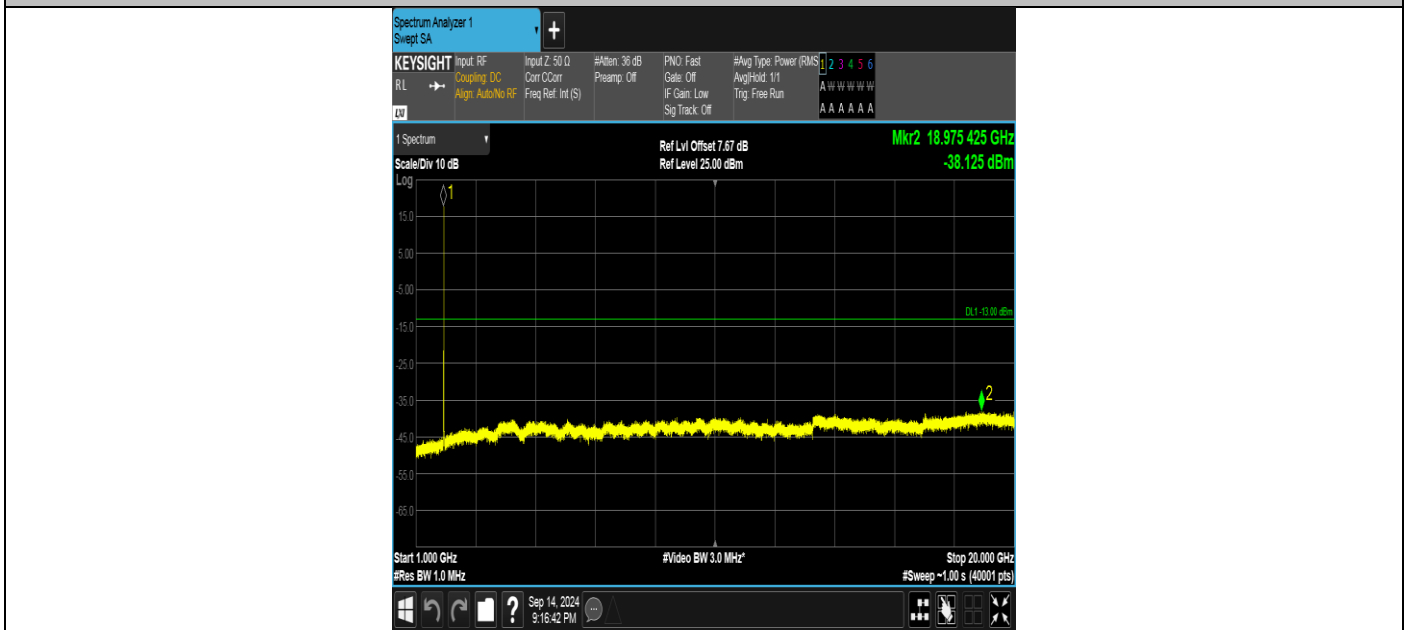 Spectrum Analyzer 1
Swept SA
+
KEYSIGHT
RL
LXI
Input: RF
Coupling: DC
Align: Auto/No RF
Input Z: 50 Ω
Corr CCorr
Freq Ref: Int (S)
#Atten: 36 dB
Preamp: Off
PNO: Fast
Gate: Off
IF Gain: Low
Sig Track: Off
#Avg Type: Power (RMS
Avg|Hold: 1/1
Trig: Free Run
1 2 3 4 5 6
A W W W W W
A A A A A A
1 Spectrum
Scale/Div 10 dB
Log
Ref Lvl Offset 7.67 dB
Ref Level 25.00 dBm
Mkr2 18.975 425 GHz
-38.125 dBm
1
15.0
5.00
-5.00
DL1 -13.00 dBm
-15.0
-25.0
2
-35.0
-45.0
-55.0
-65.0
Start 1.000 GHz
#Res BW 1.0 MHz
#Video BW 3.0 MHz*
Stop 20.000 GHz
#Sweep ~1.00 s (40001 pts)
?
Sep 14, 2024
9:16:42 PM